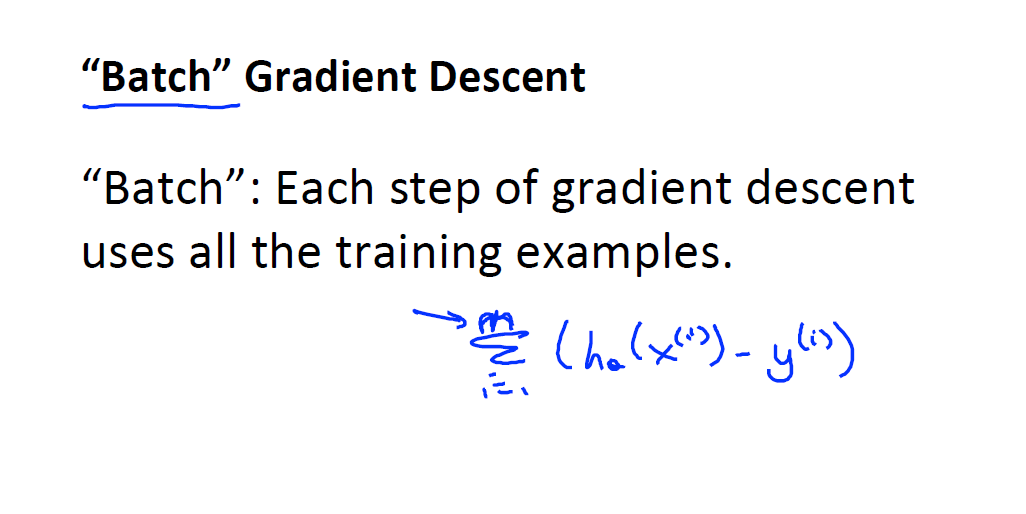 “Batch” Gradient Descent
“Batch”: Each step of gradient descent
uses all the training examples.
→ m
Σ (hθ(x⁽ⁱ⁾) - y⁽ⁱ⁾)
i=1